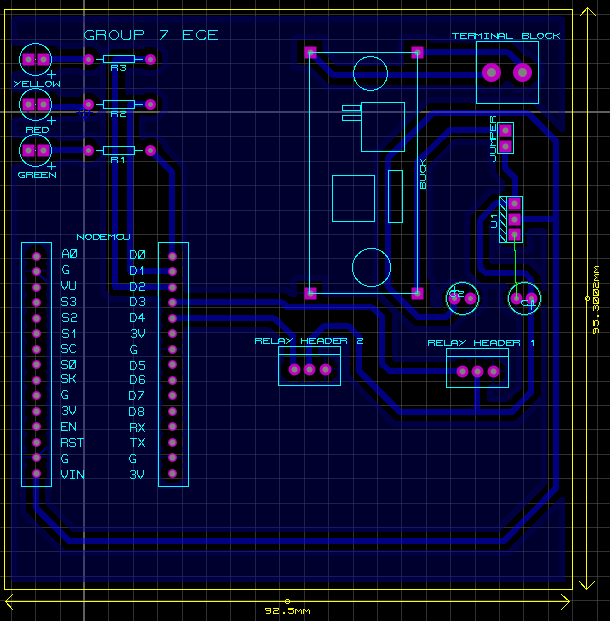 GROUP 7 ECE
TERMINAL BLOCK
R3
YELLOW
+
R2
RED
+
JUMPER
R1
GREEN
+
BUCK
U1
NODEMCU
A0 D0
G D1
VU D2
S3 D3
S2 D4
S1 3V
SC G
S0 D5
SK D6
G D7
3V D8
EN RX
RST TX
G G
VIN 3V
RELAY HEADER 2
RELAY HEADER 1
92.5MM